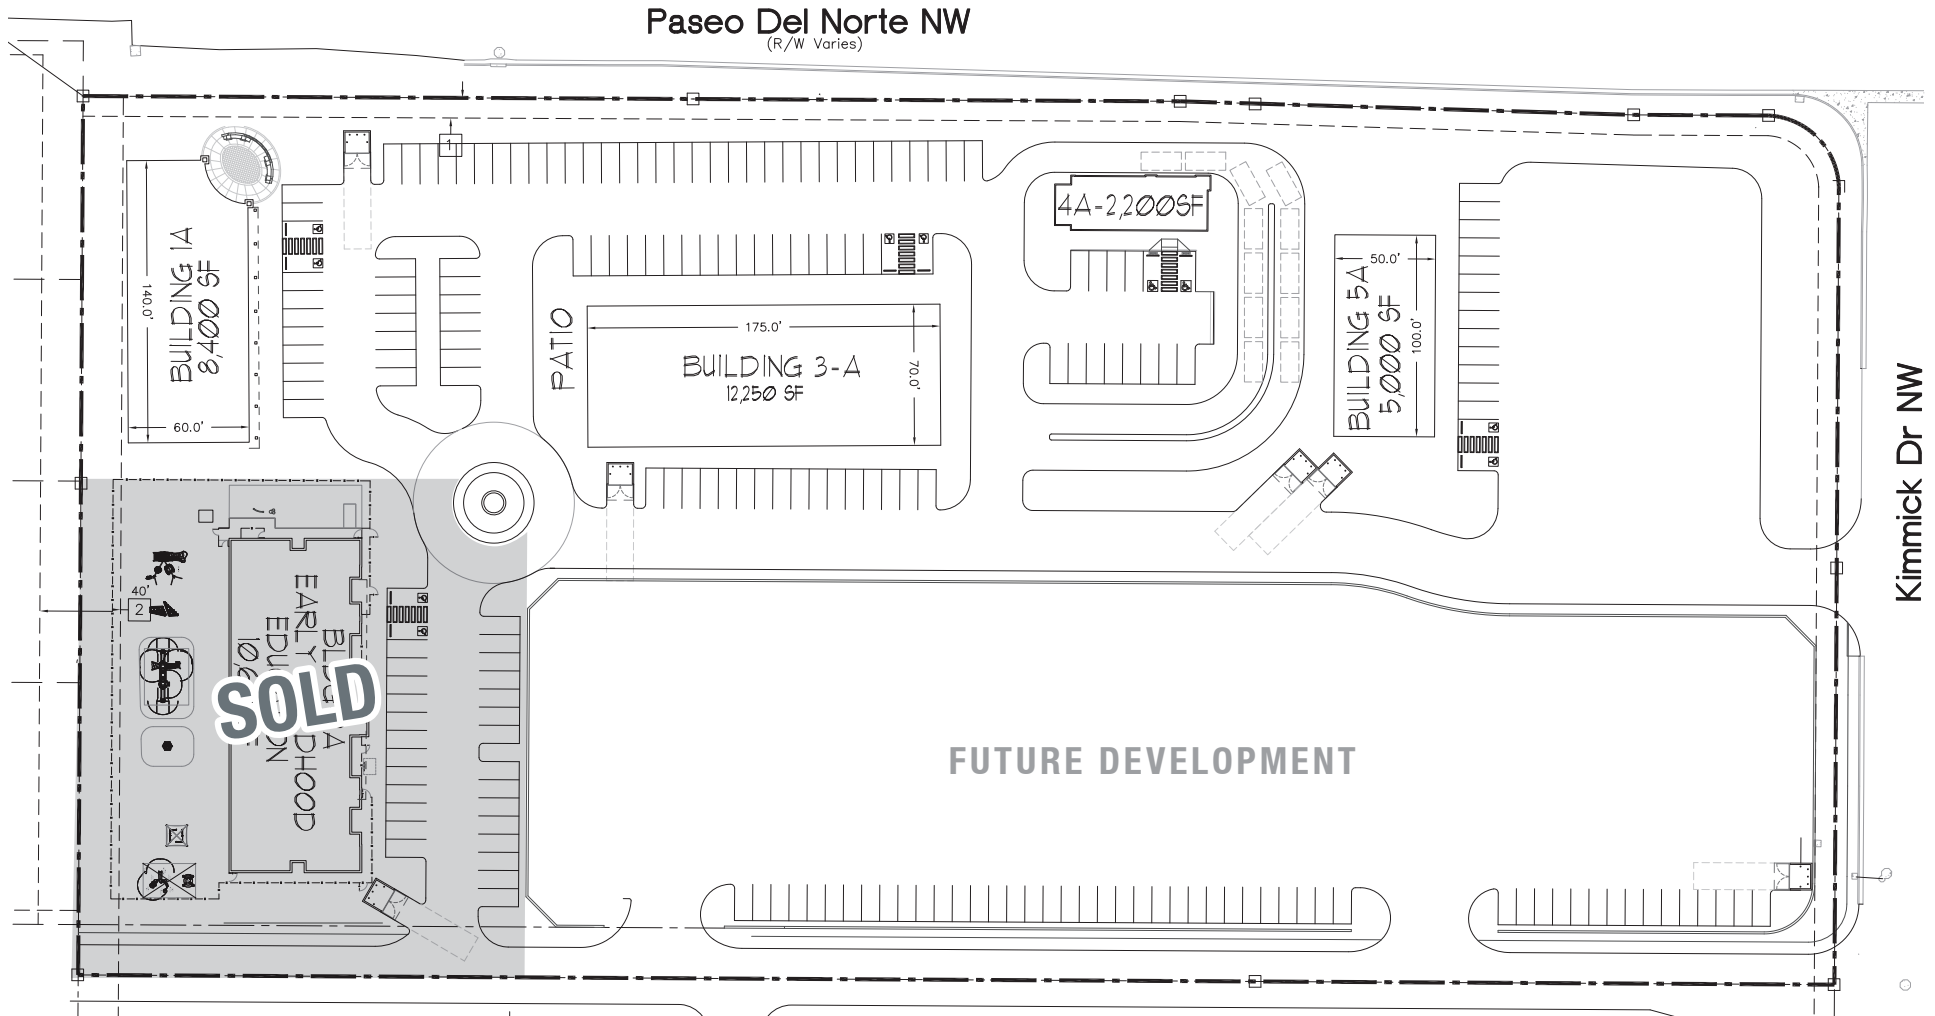 Paseo Del Norte NW
(R/W Varies)
1
BUILDING 1A
8,400 SF
140.0'
60.0'
PATIO
175.0'
BUILDING 3-A
12,250 SF
70.0'
4A-2,200SF
50.0'
BUILDING 5A
5,000 SF
100.0'
Kimmick Dr NW
40'
2
SOLD
FUTURE DEVELOPMENT